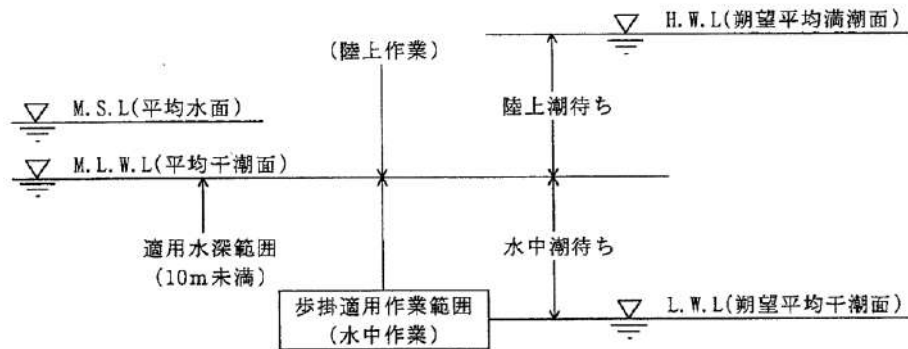 H.W.L(朔望平均満潮面)
(陸上作業)
M.S.L(平均水面)
陸上潮待ち
M.L.W.L(平均干潮面)
適用水深範囲
(10m未満)
水中潮待ち
歩掛適用作業範囲
(水中作業)
L.W.L(朔望平均干潮面)